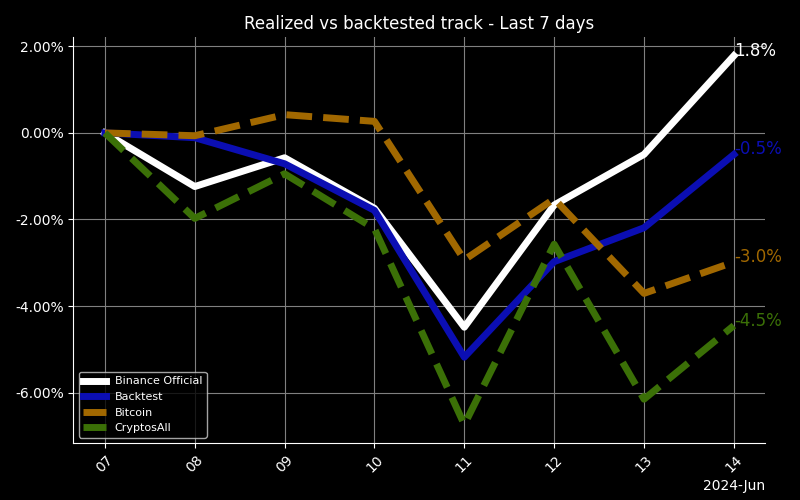 Realized vs backtested track - Last 7 days
2.00%
0.00%
-2.00%
-4.00%
-6.00%
1.8%
-0.5%
-3.0%
-4.5%
Binance Official
Backtest
Bitcoin
CryptosAll
07
08
09
10
11
12
13
14
2024-Jun